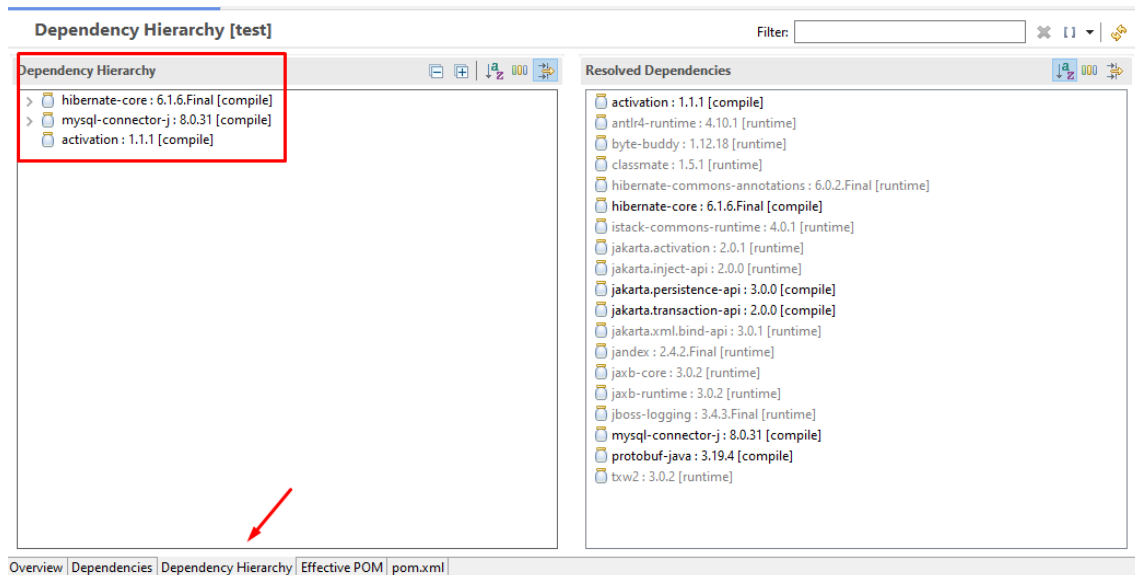 Dependency Hierarchy [test]
Filter:
Dependency Hierarchy
hibernate-core : 6.1.6.Final [compile]
mysql-connector-j : 8.0.31 [compile]
activation : 1.1.1 [compile]
Resolved Dependencies
activation : 1.1.1 [compile]
antlr4-runtime : 4.10.1 [runtime]
byte-buddy : 1.12.18 [runtime]
classmate : 1.5.1 [runtime]
hibernate-commons-annotations : 6.0.2.Final [runtime]
hibernate-core : 6.1.6.Final [compile]
istack-commons-runtime : 4.0.1 [runtime]
jakarta.activation : 2.0.1 [runtime]
jakarta.inject-api : 2.0.0 [runtime]
jakarta.persistence-api : 3.0.0 [compile]
jakarta.transaction-api : 2.0.0 [compile]
jakarta.xml.bind-api : 3.0.1 [runtime]
jandex : 2.4.2.Final [runtime]
jaxb-core : 3.0.2 [runtime]
jaxb-runtime : 3.0.2 [runtime]
jboss-logging : 3.4.3.Final [runtime]
mysql-connector-j : 8.0.31 [compile]
protobuf-java : 3.19.4 [compile]
txw2 : 3.0.2 [runtime]
Overview Dependencies Dependency Hierarchy Effective POM pom.xml